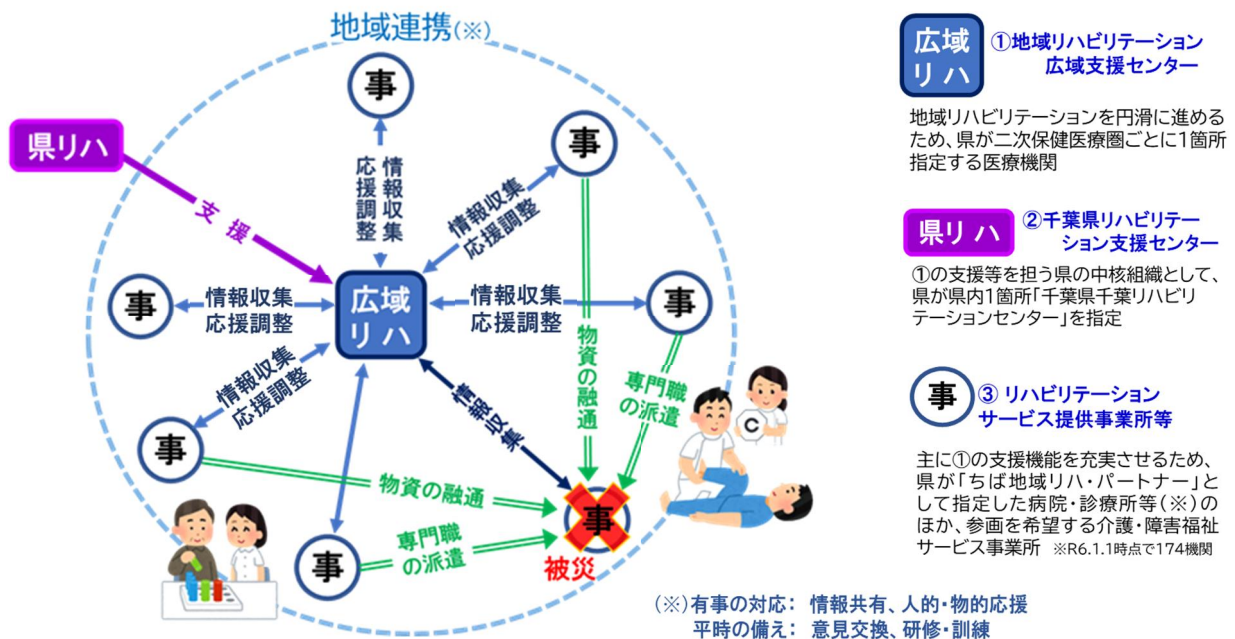 地域連携(※)
事
県リハ
支援
情報収集
応援調整
事
情報収集
応援調整
事
情報収集
応援調整
広域
リハ
情報収集
応援調整
事
情報収集
応援調整
物資の融通
専門職
の派遣
情報収集
C
事
物資の融通
事
専門職
の派遣
事
被災
(※)有事の対応: 情報共有、人的・物的応援
平時の備え: 意見交換、研修・訓練
広域
リハ
①地域リハビリテーション
広域支援センター
地域リハビリテーションを円滑に進める
ため、県が二次保健医療圏ごとに1箇所
指定する医療機関
県リハ
②千葉県リハビリテー
ション支援センター
①の支援等を担う県の中核組織として、
県が県内1箇所「千葉県千葉リハビリ
テーションセンター」を指定
事
③ リハビリテーション
サービス提供事業所等
主に①の支援機能を充実させるため、
県が「ちば地域リハ・パートナー」と
して指定した病院・診療所等(※)の
ほか、参画を希望する介護・障害福祉
サービス事業所 ※R6.1.1時点で174機関